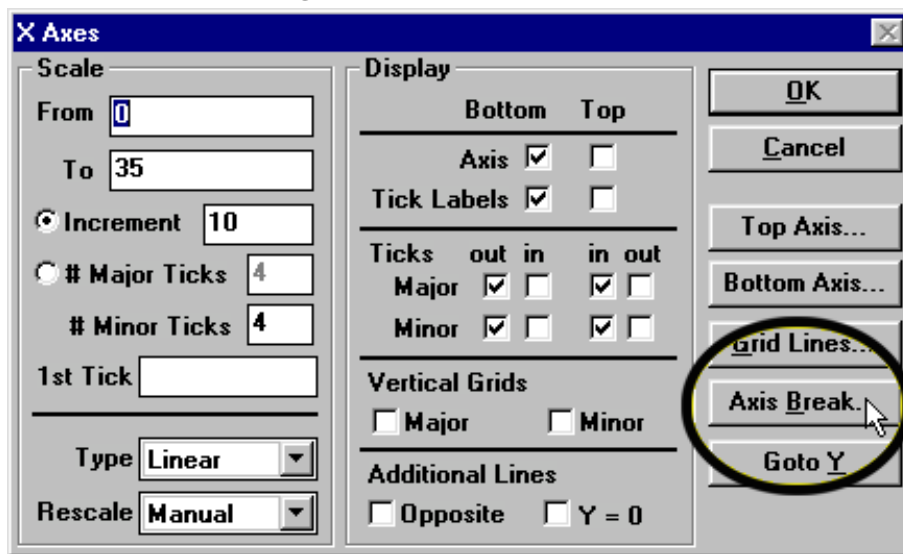 X Axes
Scale
From 0
To 35
Increment 10
# Major Ticks 4
# Minor Ticks 4
1st Tick
Type Linear
Rescale Manual
Display
Bottom Top
Axis
Tick Labels
Ticks out in in out
Major
Minor
Vertical Grids
Major Minor
Additional Lines
Opposite Y = 0
OK
Cancel
Top Axis...
Bottom Axis...
Grid Lines...
Axis Break..
Goto Y